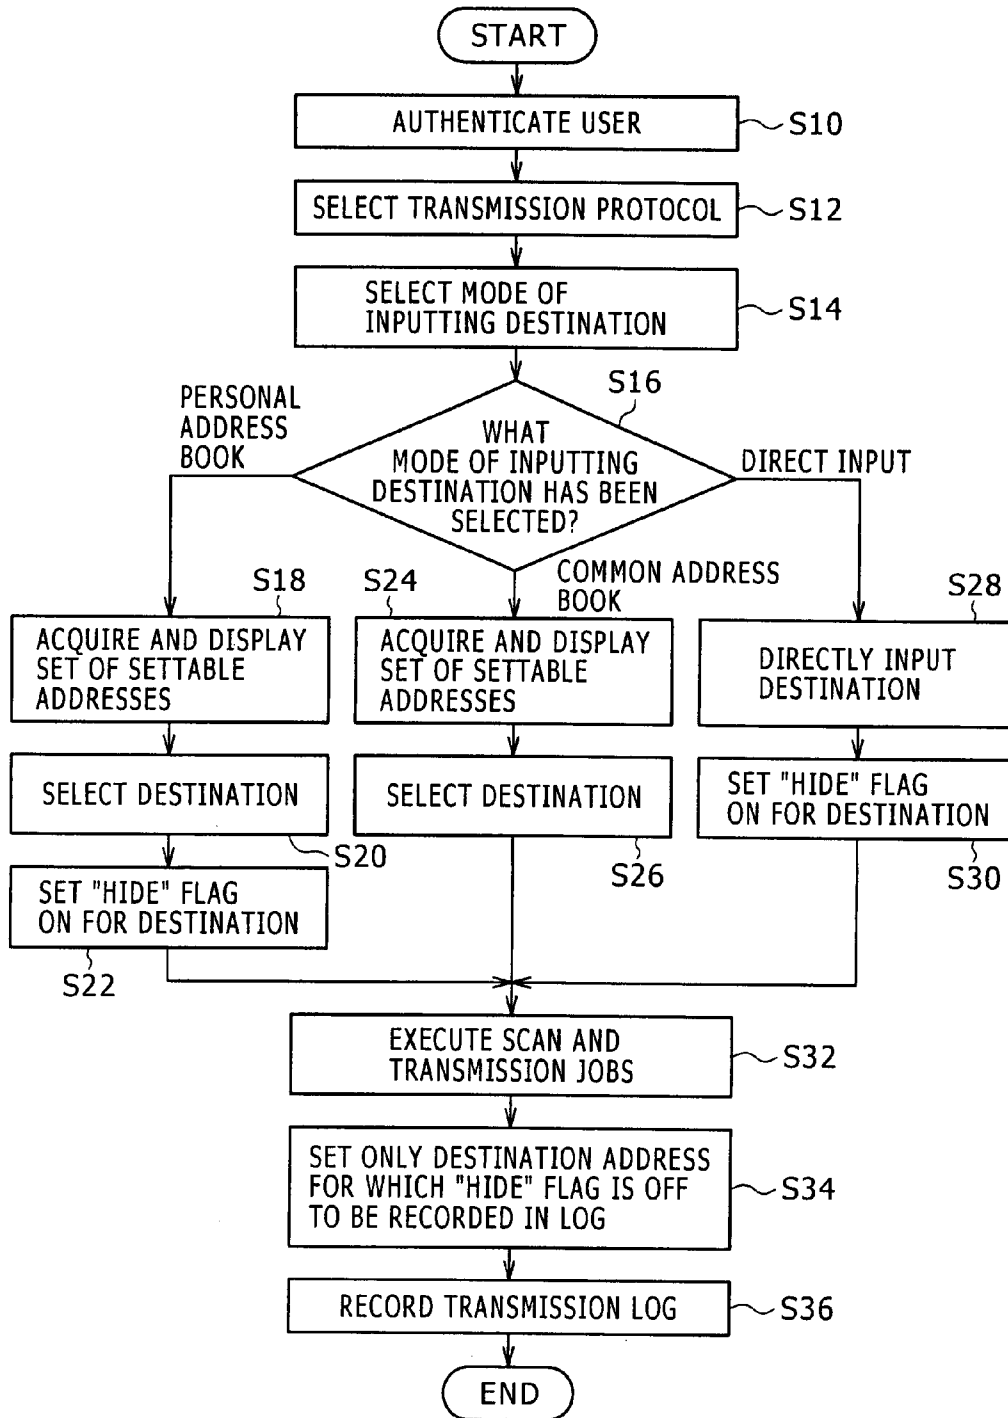 START
AUTHENTICATE USER
S10
SELECT TRANSMISSION PROTOCOL
S12
SELECT MODE OF
INPUTTING DESTINATION
S14
S16
WHAT
MODE OF INPUTTING
DESTINATION HAS BEEN
SELECTED?
PERSONAL
ADDRESS
BOOK
DIRECT INPUT
COMMON ADDRESS
BOOK
S18
ACQUIRE AND DISPLAY
SET OF SETTABLE
ADDRESSES
S24
ACQUIRE AND DISPLAY
SET OF SETTABLE
ADDRESSES
S28
DIRECTLY INPUT
DESTINATION
SELECT DESTINATION
S20
SELECT DESTINATION
S26
SET "HIDE" FLAG
ON FOR DESTINATION
S30
SET "HIDE" FLAG
ON FOR DESTINATION
S22
EXECUTE SCAN AND
TRANSMISSION JOBS
S32
SET ONLY DESTINATION ADDRESS
FOR WHICH "HIDE" FLAG IS OFF
TO BE RECORDED IN LOG
S34
RECORD TRANSMISSION LOG
S36
END